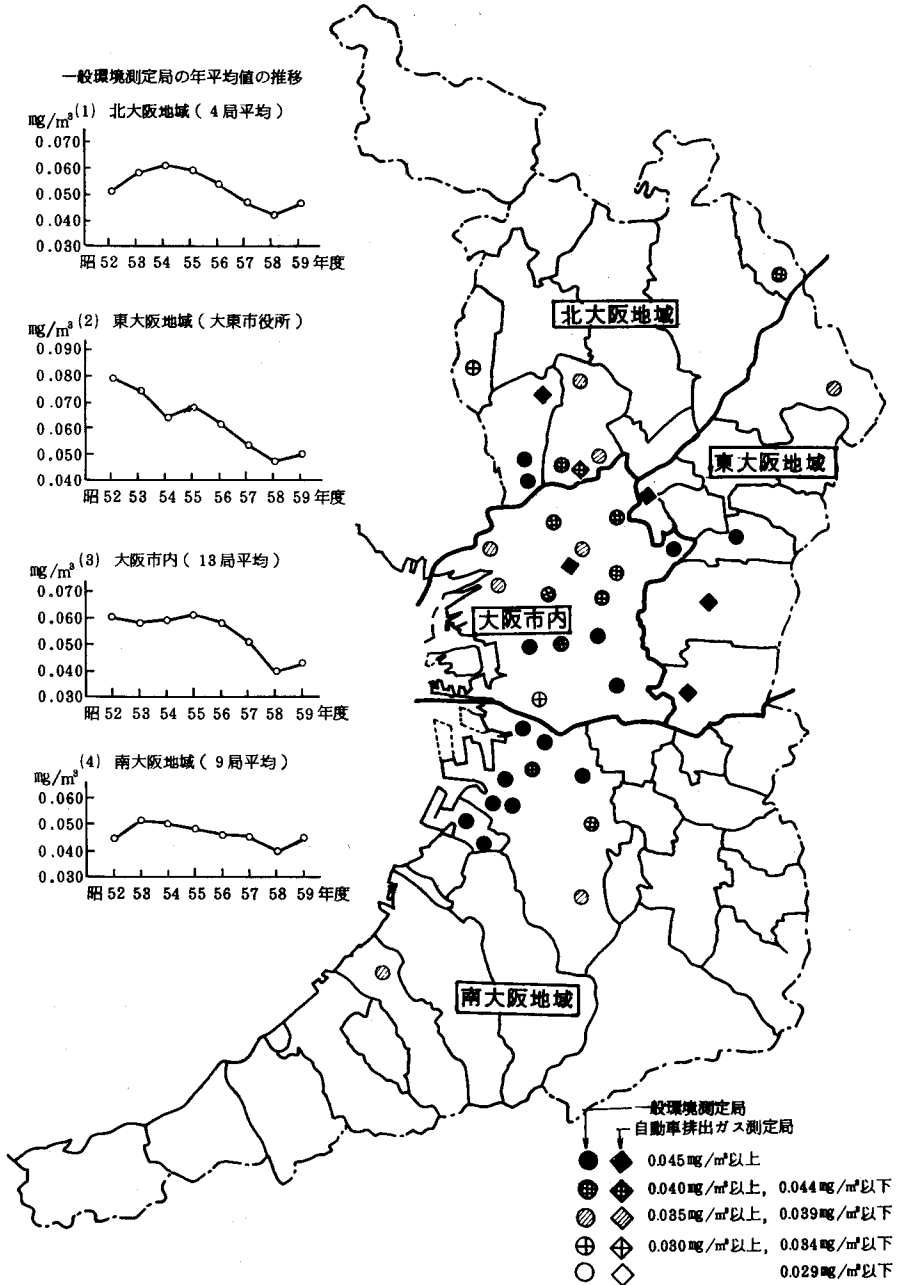 一般環境測定局の年平均値の推移
(1) 北大阪地域(4局平均)
mg/m³
0.070
0.060
0.050
0.040
0.030
昭 52 53 54 55 56 57 58 59 年度
(2) 東大阪地域(大東市役所)
mg/m³
0.090
0.080
0.070
0.060
0.050
0.040
昭 52 53 54 55 56 57 58 59 年度
(3) 大阪市内(13局平均)
mg/m³
0.070
0.060
0.050
0.040
0.030
昭 52 53 54 55 56 57 58 59 年度
(4) 南大阪地域(9局平均)
mg/m³
0.060
0.050
0.040
0.030
昭 52 53 54 55 56 57 58 59 年度
北大阪地域
東大阪地域
大阪市内
南大阪地域
一般環境測定局
自動車排出ガス測定局
0.045mg/m³以上
0.040mg/m³以上, 0.044mg/m³以下
0.035mg/m³以上, 0.039mg/m³以下
0.030mg/m³以上, 0.034mg/m³以下
0.029mg/m³以下